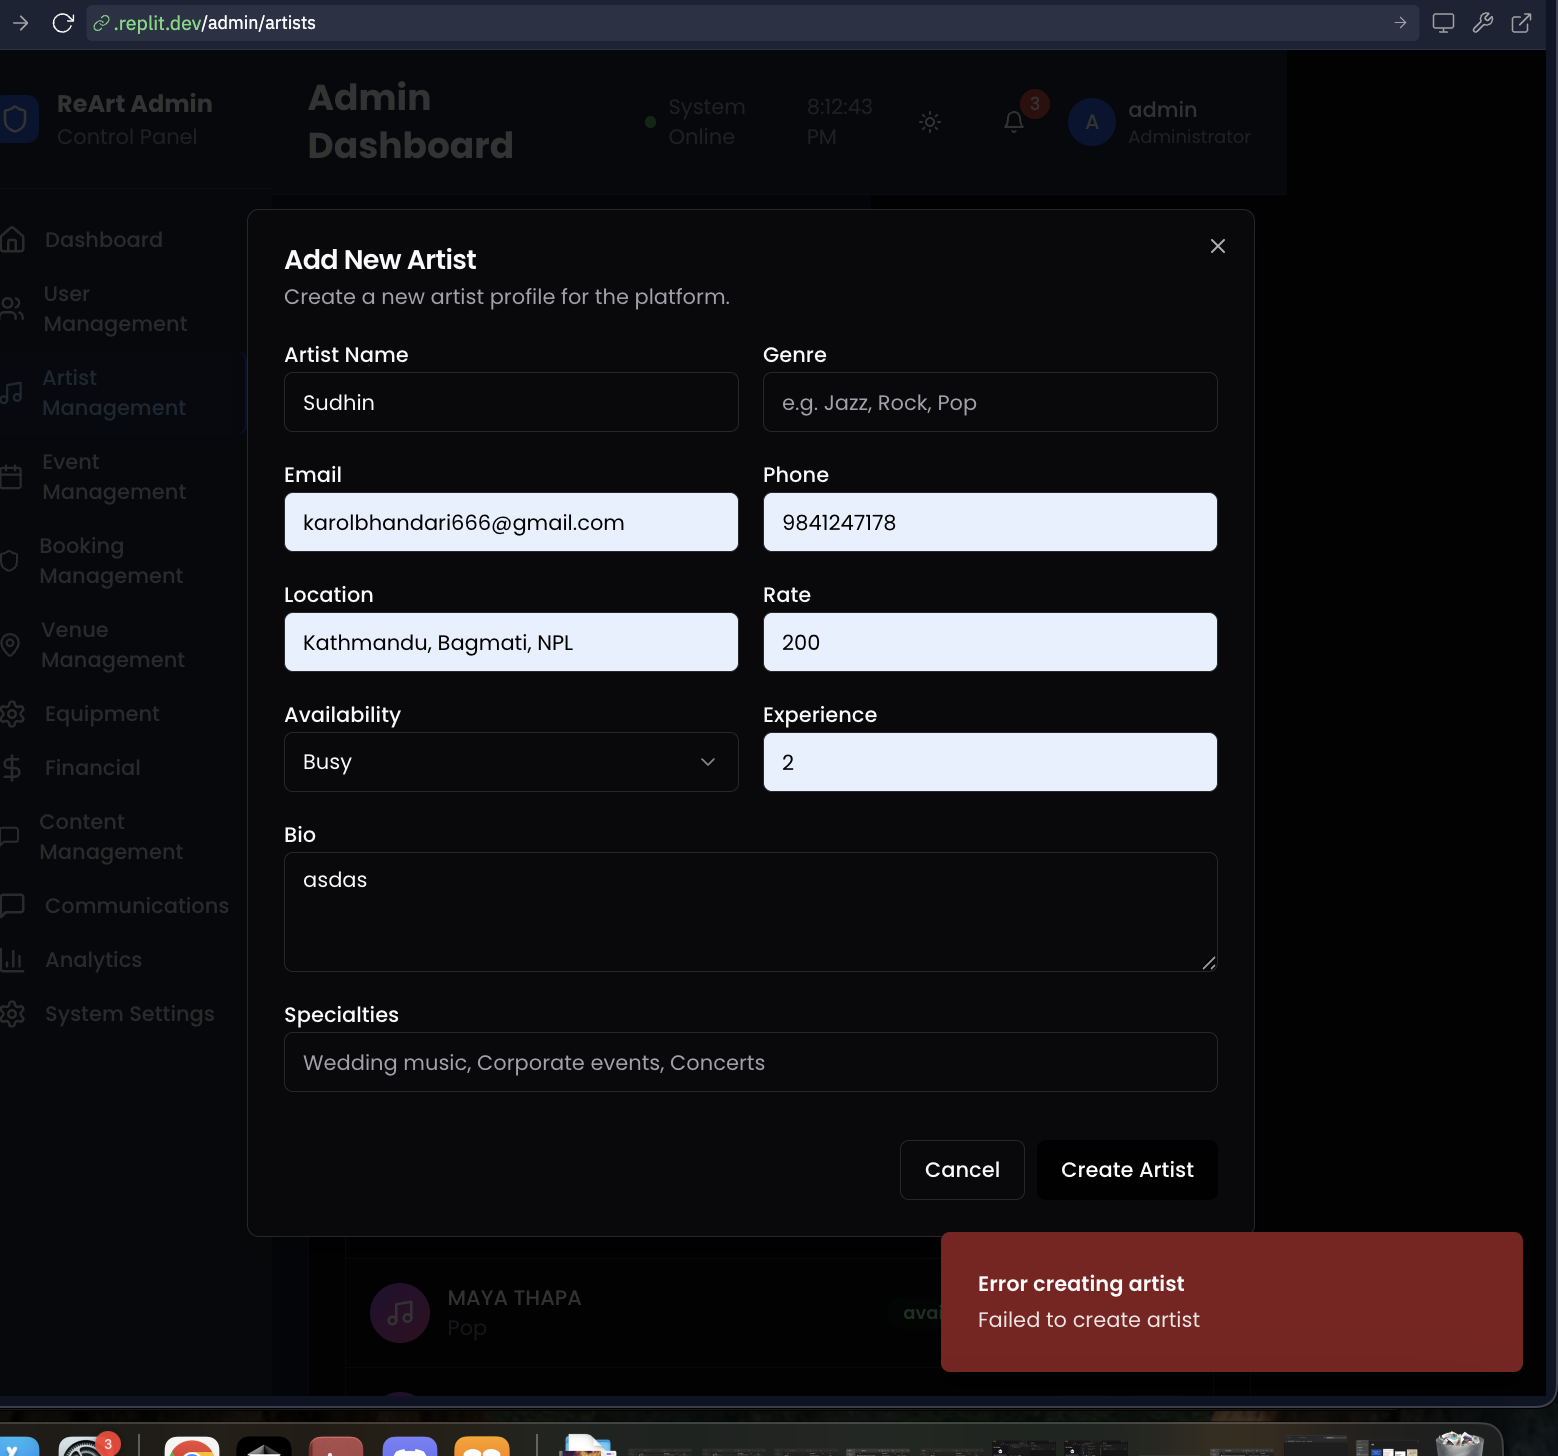 .replit.dev/admin/artists
ReArt Admin
Control Panel
Admin
Dashboard
System
Online
8:12:43
PM
3
A
admin
Administrator
Dashboard
User
Management
Artist
Management
Event
Management
Booking
Management
Venue
Management
Equipment
Financial
Content
Management
Communications
Analytics
System Settings
Add New Artist
Create a new artist profile for the platform.
Artist Name
Sudhin
Genre
e.g. Jazz, Rock, Pop
Email
karolbhandari666@gmail.com
Phone
9841247178
Location
Kathmandu, Bagmati, NPL
Rate
200
Availability
Busy
Experience
2
Bio
asdas
Specialties
Wedding music, Corporate events, Concerts
Cancel
Create Artist
MAYA THAPA
Pop
avai
Error creating artist
Failed to create artist
3